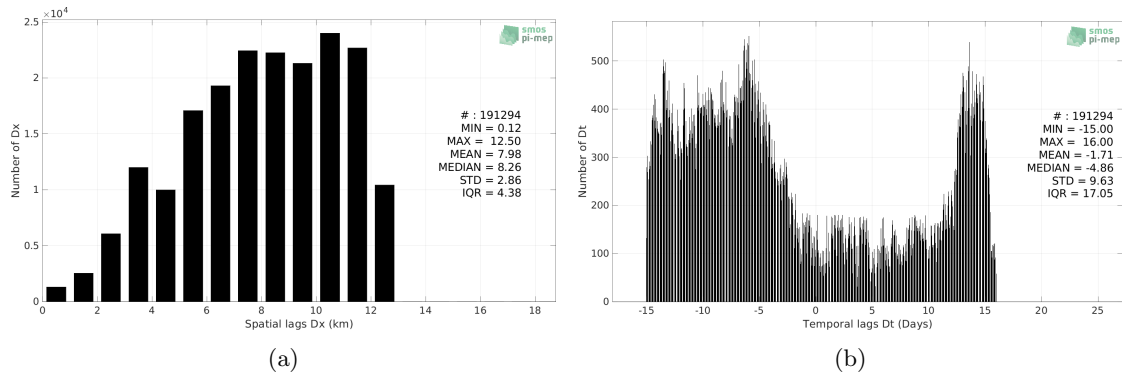 2.5 ×10⁴
smos
pi-mep
2
1.5
1
0.5
0
Number of Dx
# : 191294
MIN = 0.12
MAX = 12.50
MEAN = 7.98
MEDIAN = 8.26
STD = 2.86
IQR = 4.38
0 2 4 6 8 10 12 14 16 18
Spatial lags Dx (km)
(a)
smos
pi-mep
500
400
300
200
100
0
Number of Dt
# : 191294
MIN = -15.00
MAX = 16.00
MEAN = -1.71
MEDIAN = -4.86
STD = 9.63
IQR = 17.05
-15 -10 -5 0 5 10 15 20 25
Temporal lags Dt (Days)
(b)